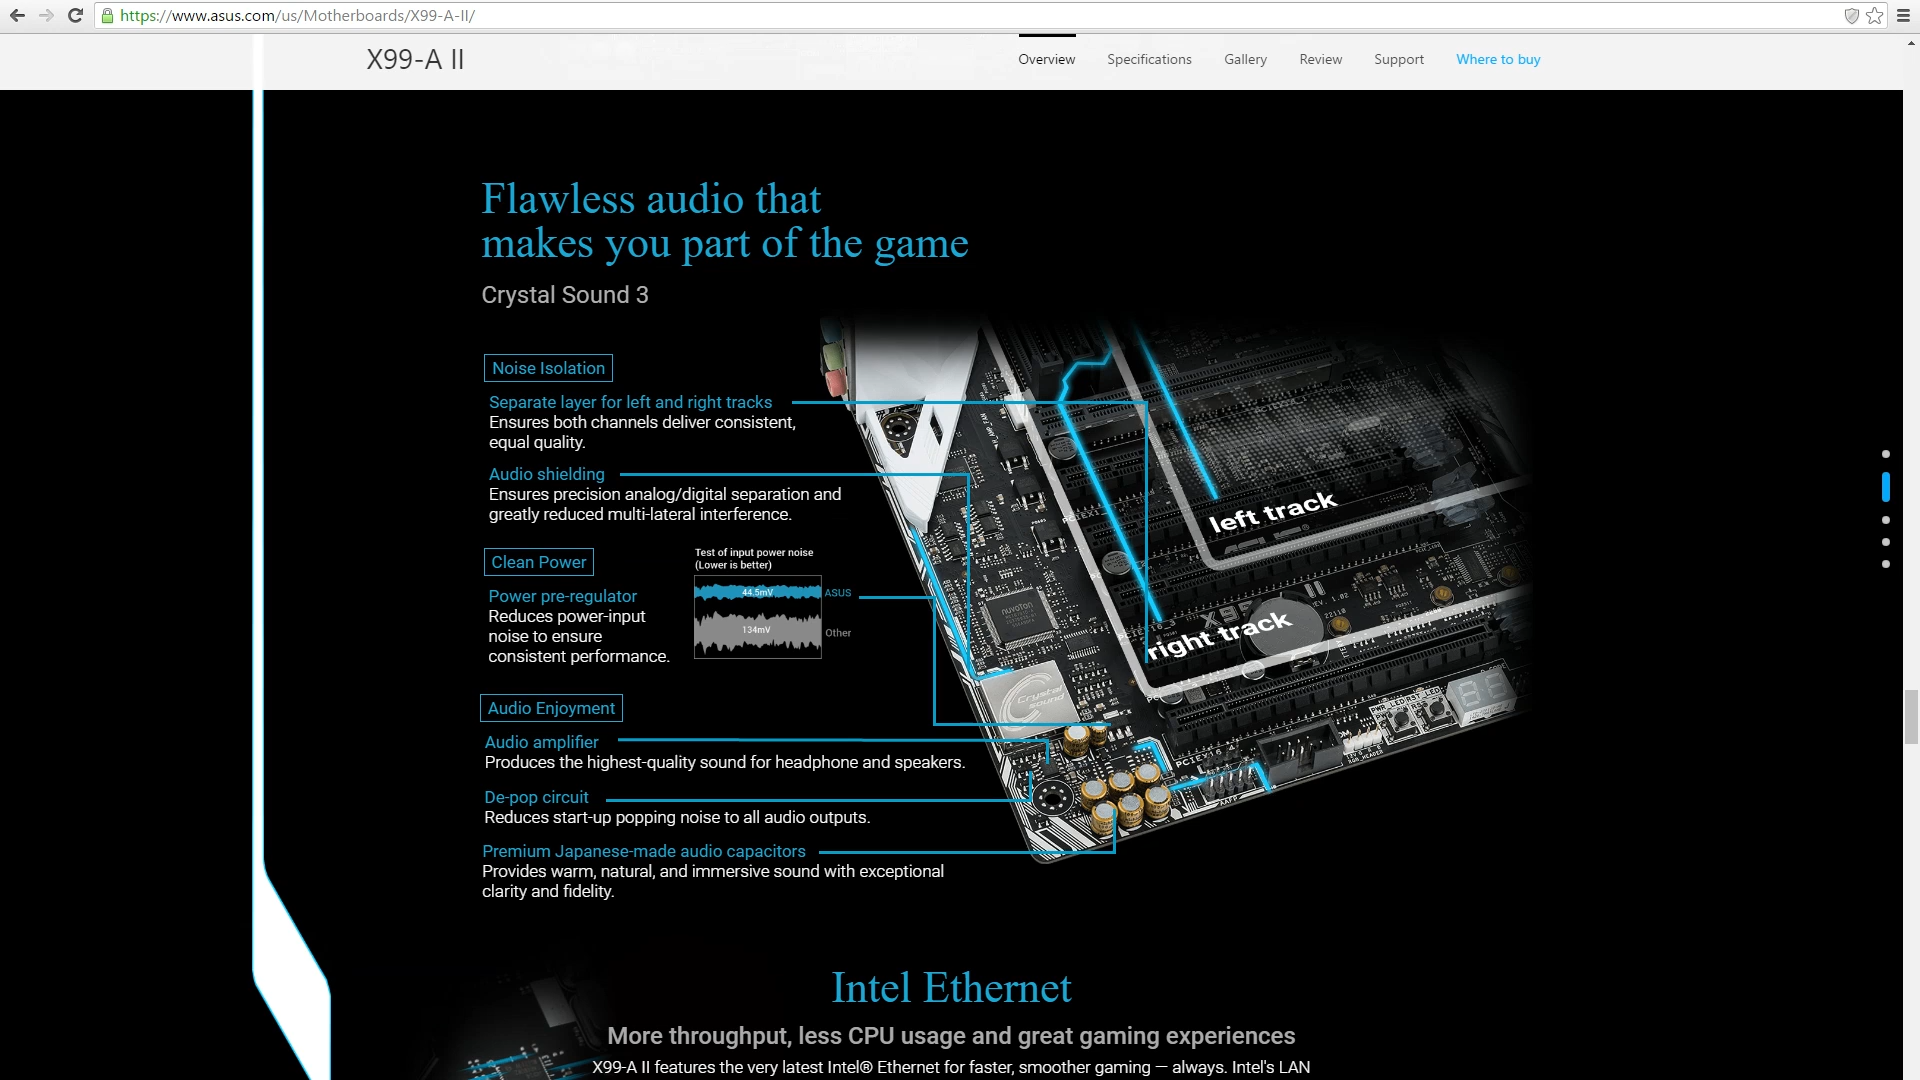 https://www.asus.com/us/Motherboards/X99-A-II/
X99-A II
Overview Specifications Gallery Review Support Where to buy
Flawless audio that
makes you part of the game
Crystal Sound 3
Noise Isolation
Separate layer for left and right tracks
Ensures both channels deliver consistent,
equal quality.
Audio shielding
Ensures precision analog/digital separation and
greatly reduced multi-lateral interference.
Clean Power
Power pre-regulator
Reduces power-input
noise to ensure
consistent performance.
Test of input power noise
(Lower is better)
44.5mV
ASUS
134mV
Other
Audio Enjoyment
Audio amplifier
Produces the highest-quality sound for headphone and speakers.
De-pop circuit
Reduces start-up popping noise to all audio outputs.
Premium Japanese-made audio capacitors
Provides warm, natural, and immersive sound with exceptional
clarity and fidelity.
left track
right track
nuvoTon
Crystal
Sound
PCIEX16_3
AAFP
Intel Ethernet
More throughput, less CPU usage and great gaming experiences
X99-A II features the very latest Intel® Ethernet for faster, smoother gaming — always. Intel's LAN